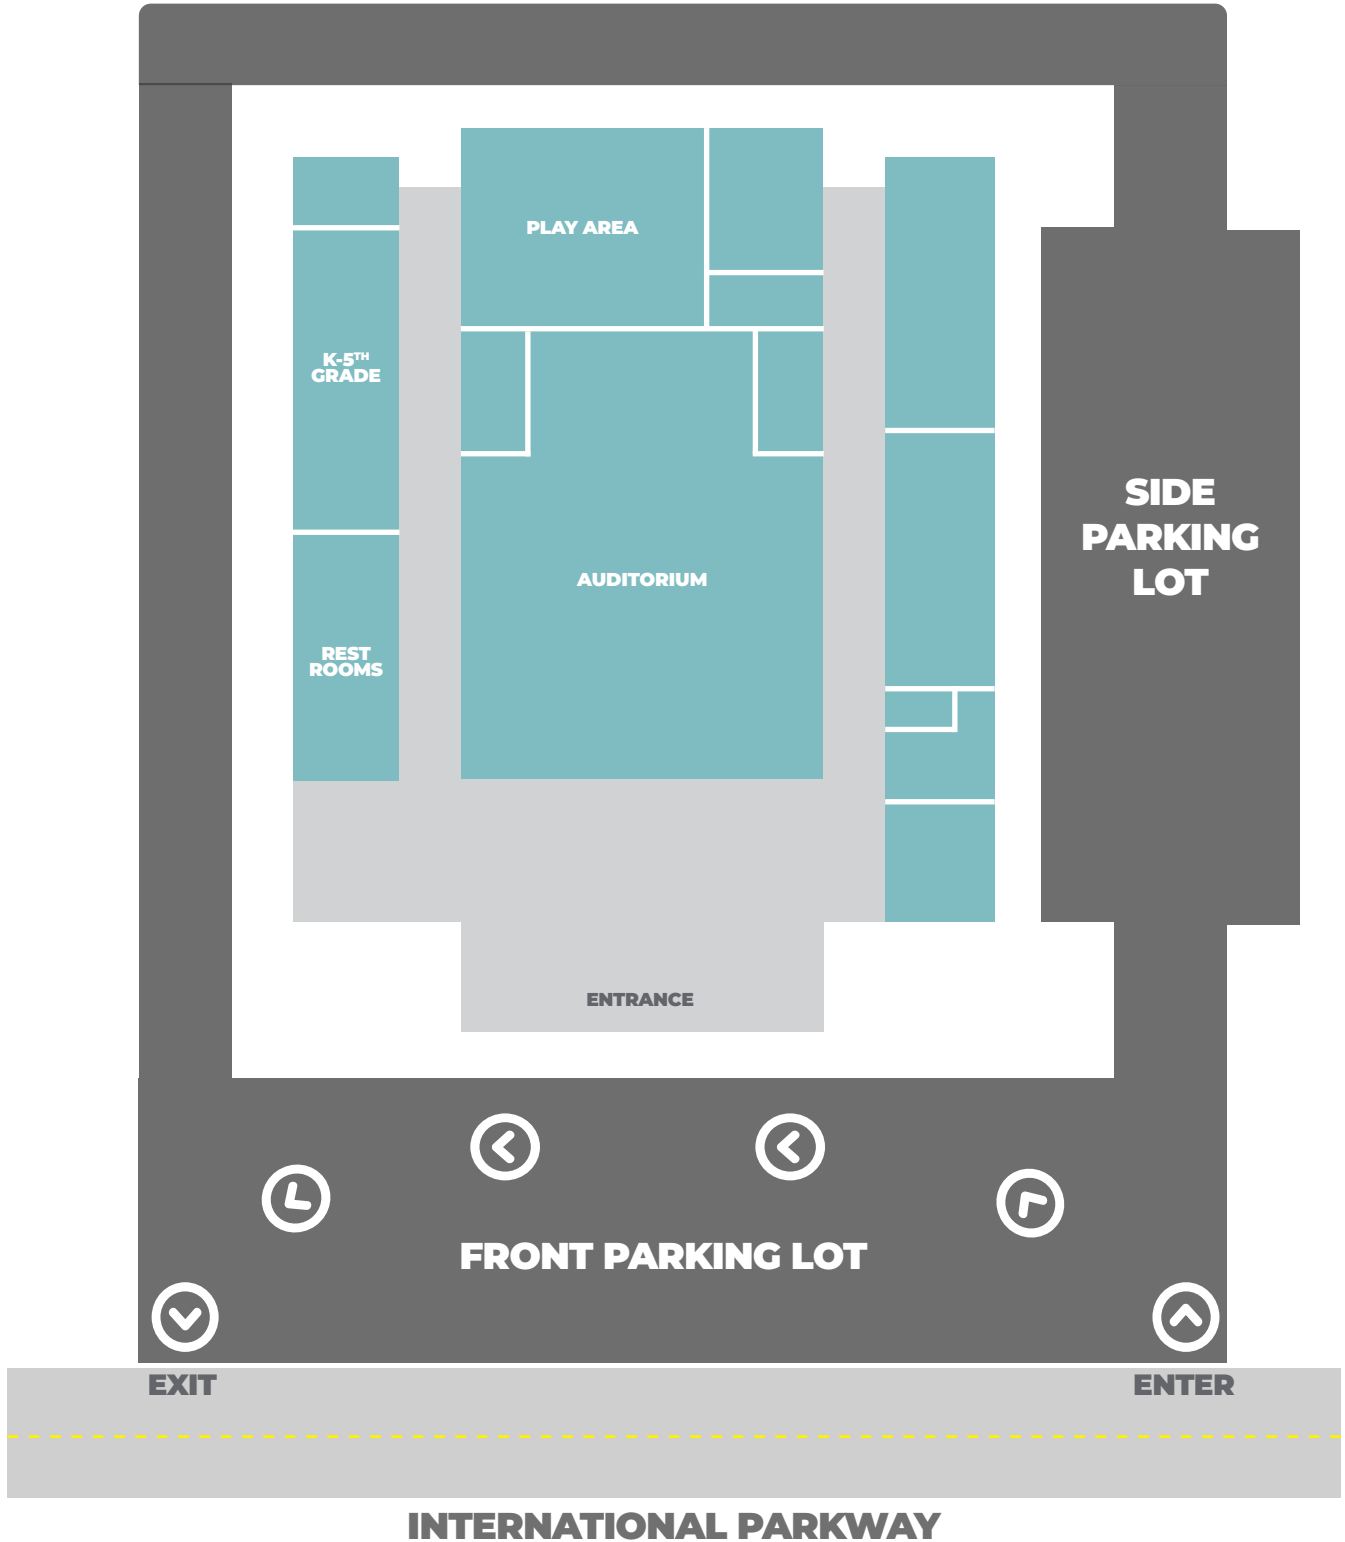 PLAY AREA
K-5TH
GRADE
SIDE
PARKING
LOT
AUDITORIUM
REST
ROOMS
ENTRANCE
FRONT PARKING LOT
EXIT
ENTER
INTERNATIONAL PARKWAY